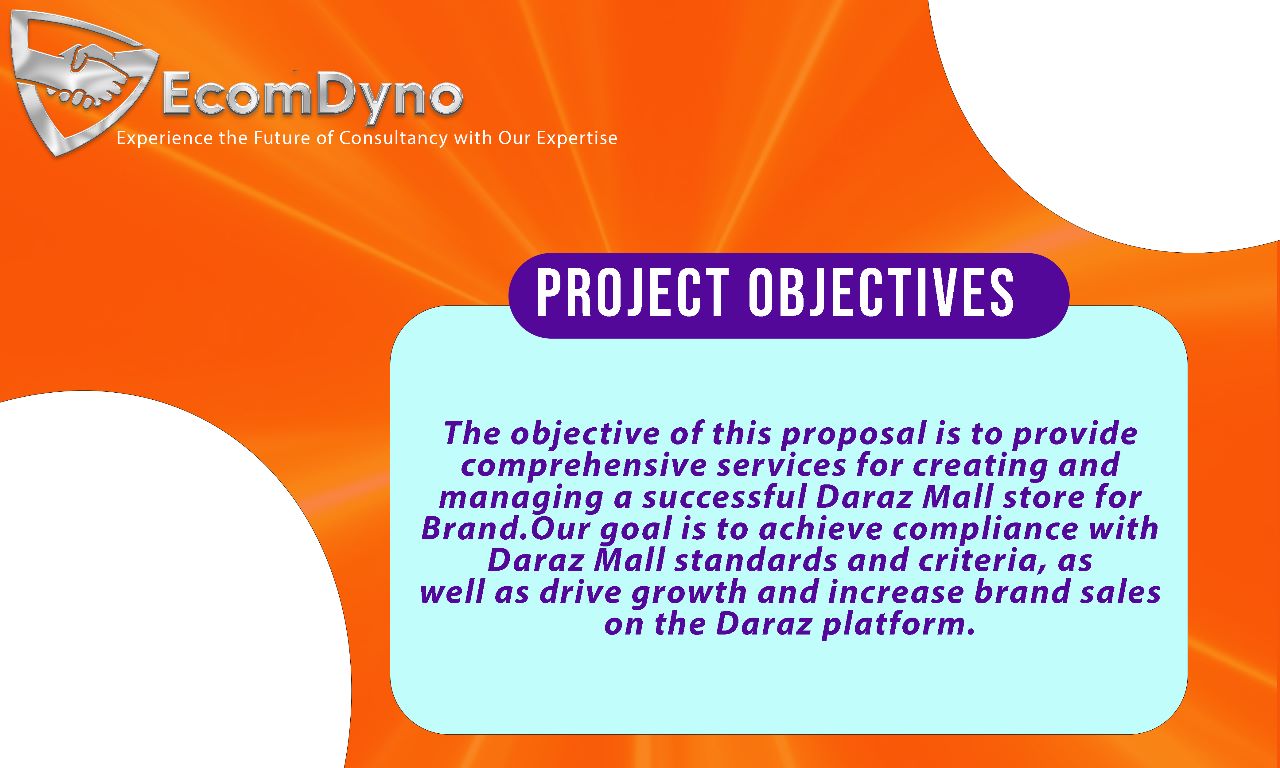 EcomDyno
Experience the Future of Consultancy with Our Expertise
PROJECT OBJECTIVES
The objective of this proposal is to provide
comprehensive services for creating and
managing a successful Daraz Mall store for
Brand.Our goal is to achieve compliance with
Daraz Mall standards and criteria, as
well as drive growth and increase brand sales
on the Daraz platform.